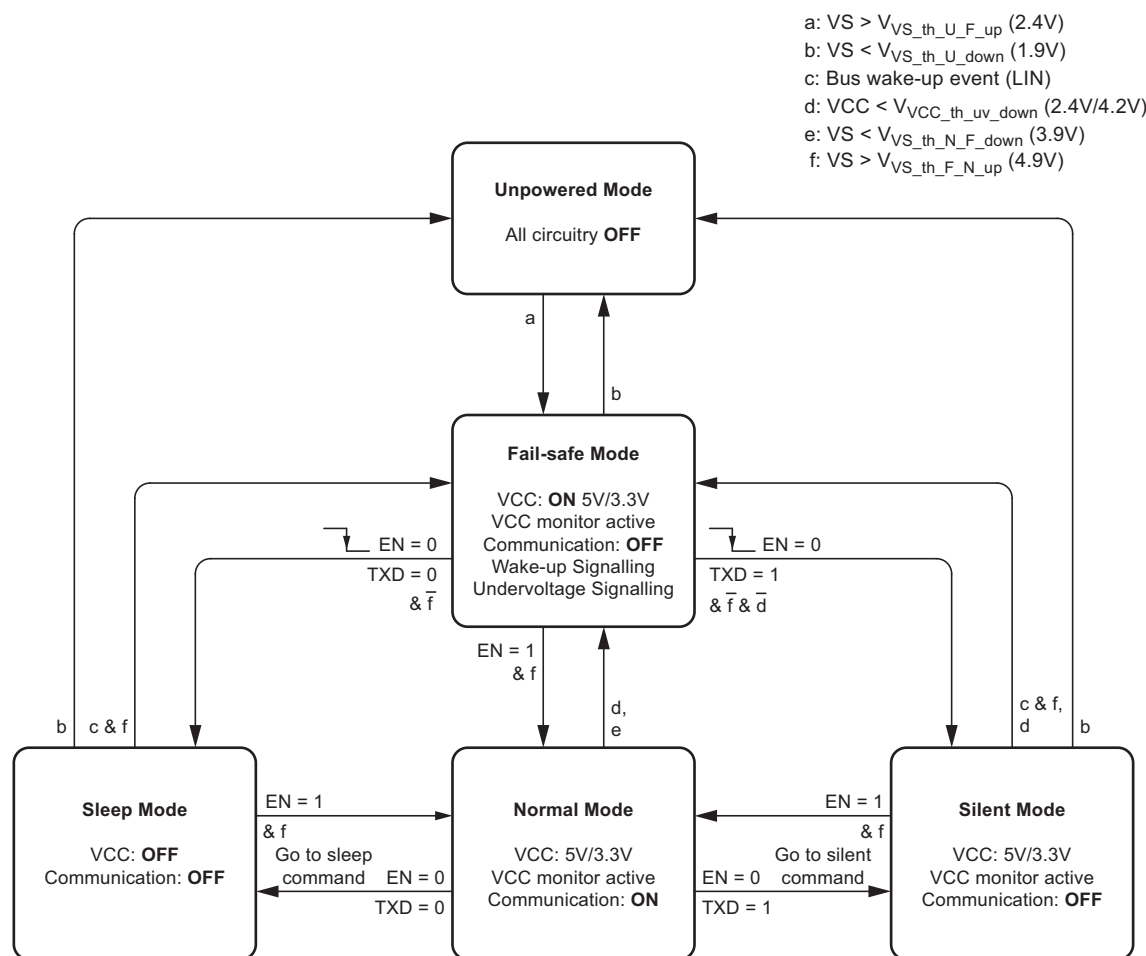 a: VS > V_VS_th_U_F_up (2.4V)
b: VS < V_VS_th_U_down (1.9V)
c: Bus wake-up event (LIN)
d: VCC < V_VCC_th_uv_down (2.4V/4.2V)
e: VS < V_VS_th_N_F_down (3.9V)
f: VS > V_VS_th_F_N_up (4.9V)
Unpowered Mode
All circuitry OFF
a
b
Fail-safe Mode
VCC: ON 5V/3.3V
VCC monitor active
Communication: OFF
Wake-up Signalling
Undervoltage Signalling
EN = 0
TXD = 0
& f̅
EN = 0
TXD = 1
& f̅ & d̅
EN = 1
& f
d,
e
b
c & f
c & f,
d
b
Sleep Mode
VCC: OFF
Communication: OFF
EN = 1
& f
Go to sleep
command
EN = 0
TXD = 0
Normal Mode
VCC: 5V/3.3V
VCC monitor active
Communication: ON
EN = 1
& f
Go to silent
command
EN = 0
TXD = 1
Silent Mode
VCC: 5V/3.3V
VCC monitor active
Communication: OFF